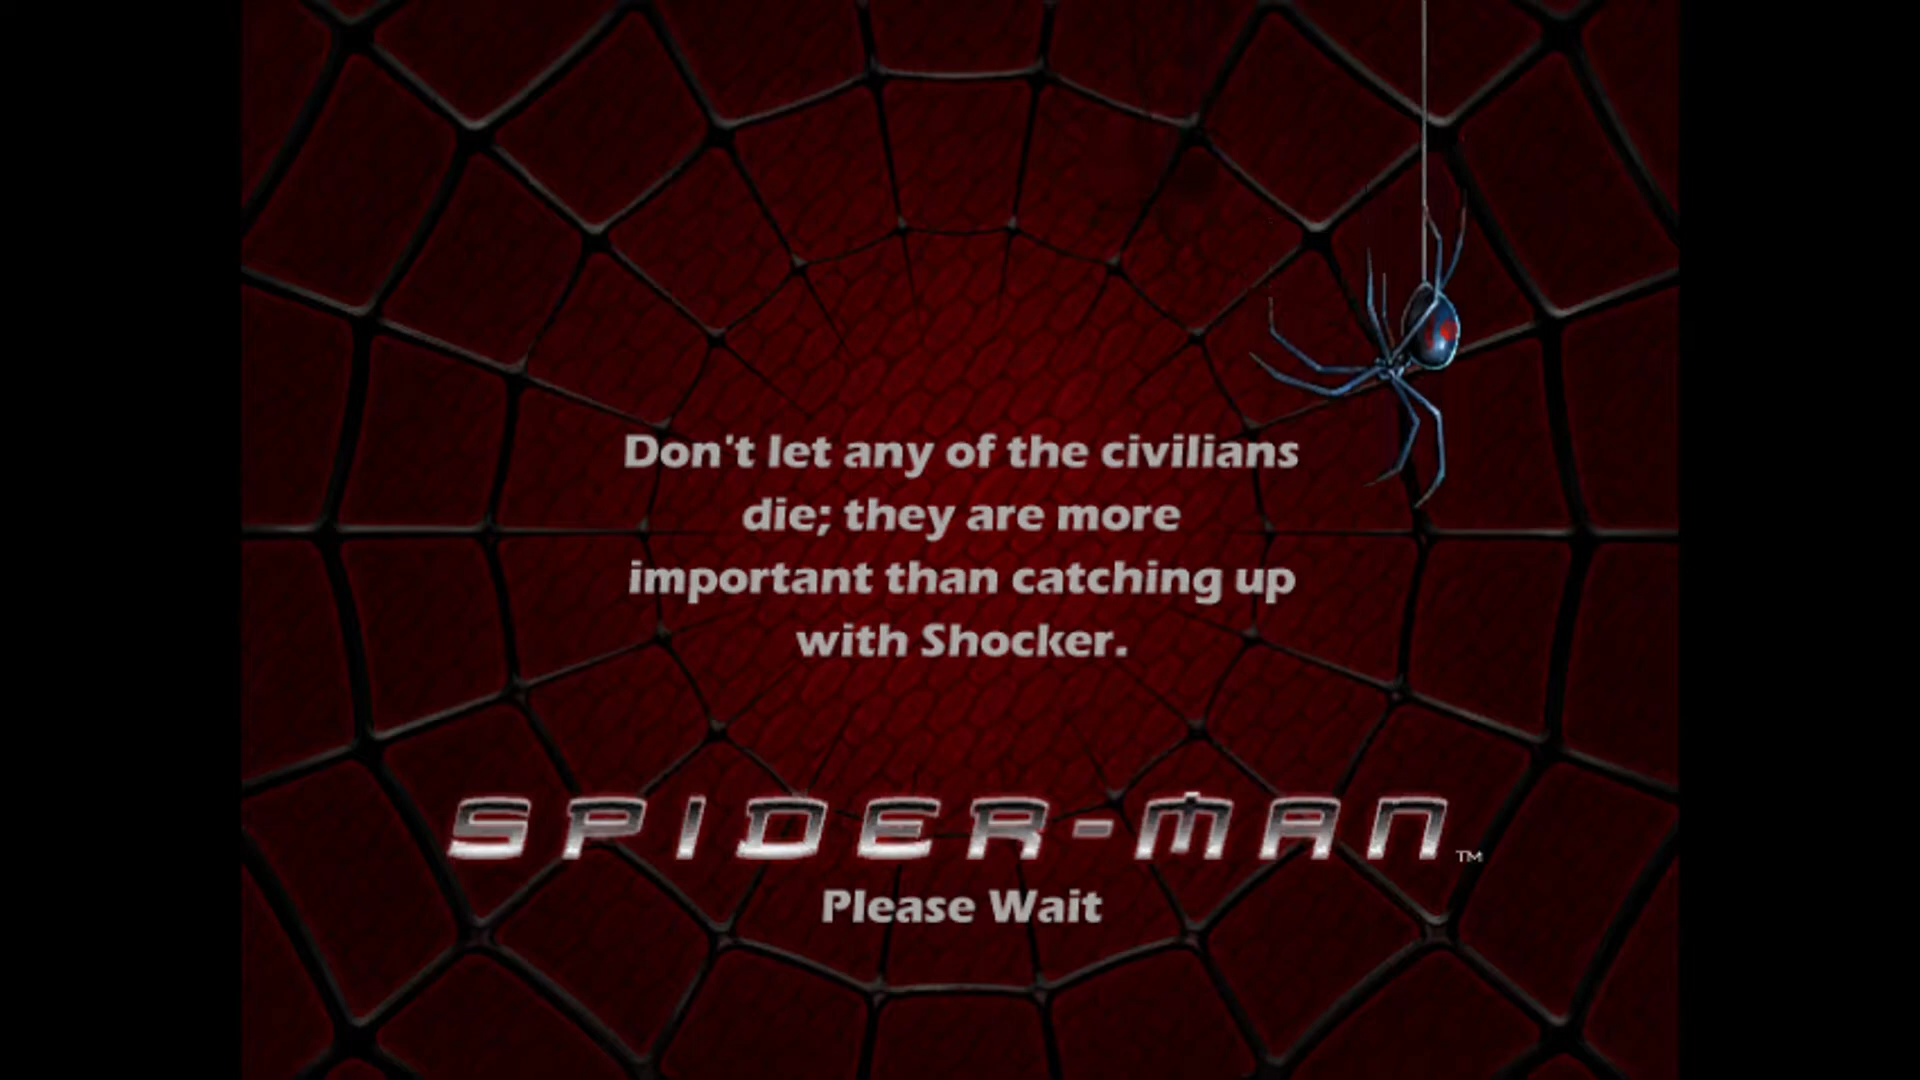 Don't let any of the civilians
die; they are more
important than catching up
with Shocker.
SPIDER-MAN™
Please Wait